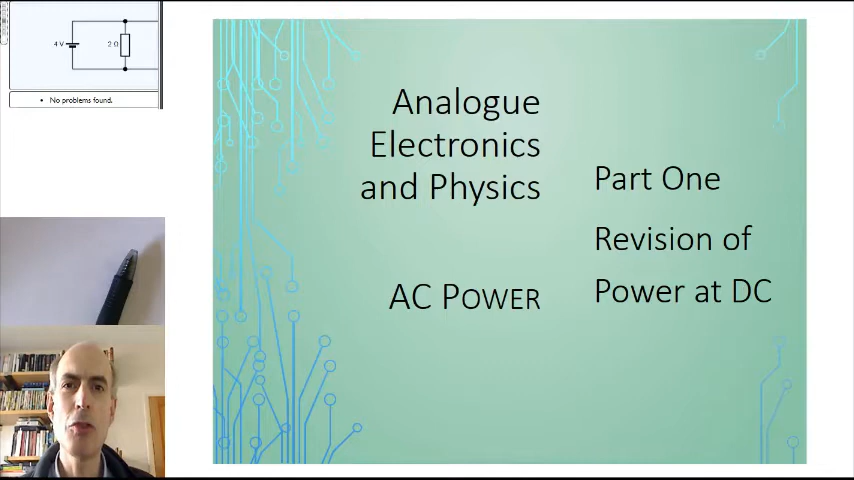 4 V
2 Ω
• No problems found.
Analogue
Electronics
and Physics
AC POWER
Part One
Revision of
Power at DC